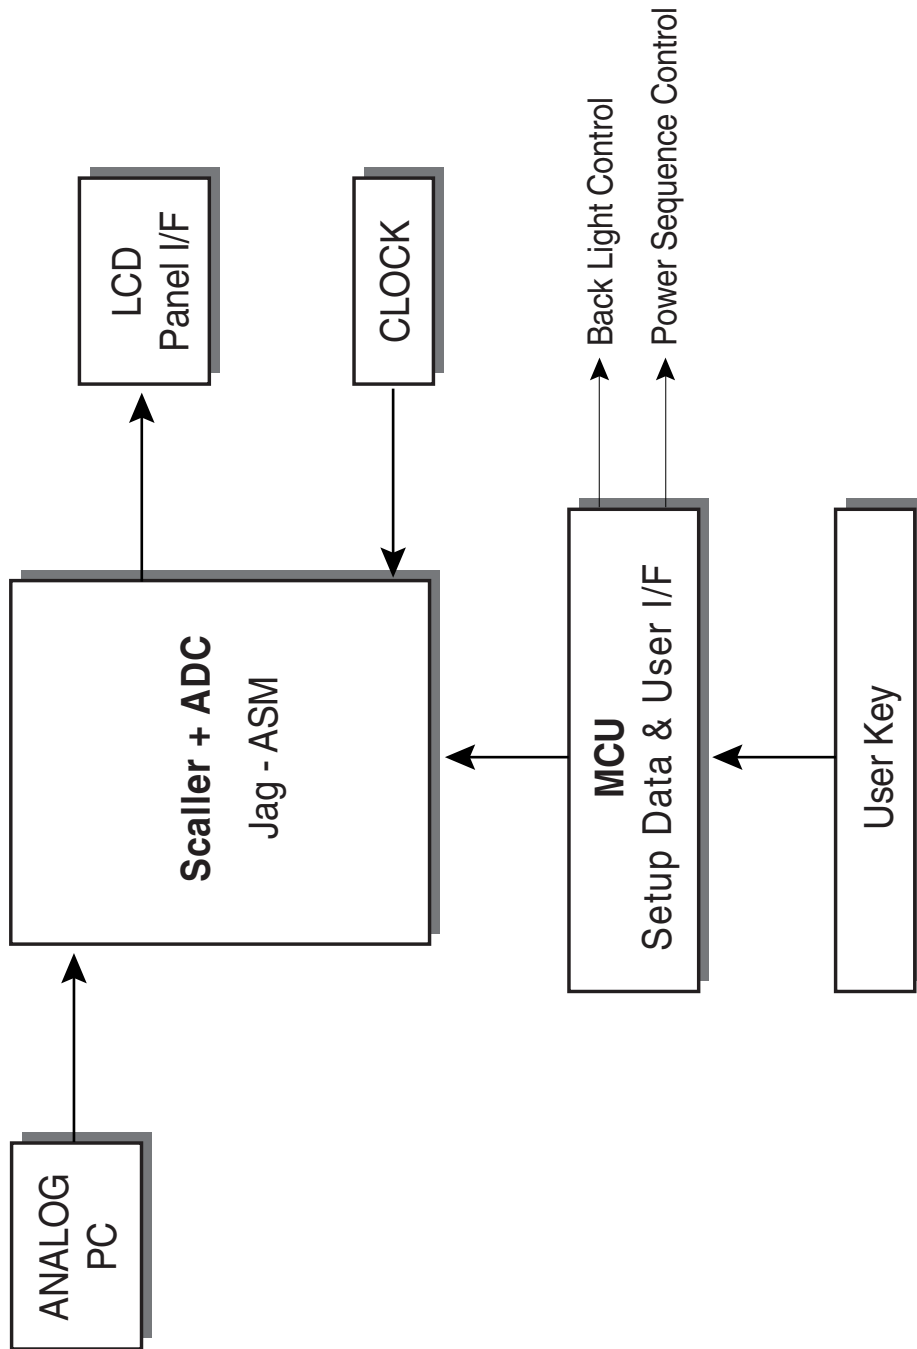 ANALOG
PC
Scaller + ADC
Jag - ASM
LCD
Panel I/F
CLOCK
MCU
Setup Data & User I/F
Back Light Control
Power Sequence Control
User Key